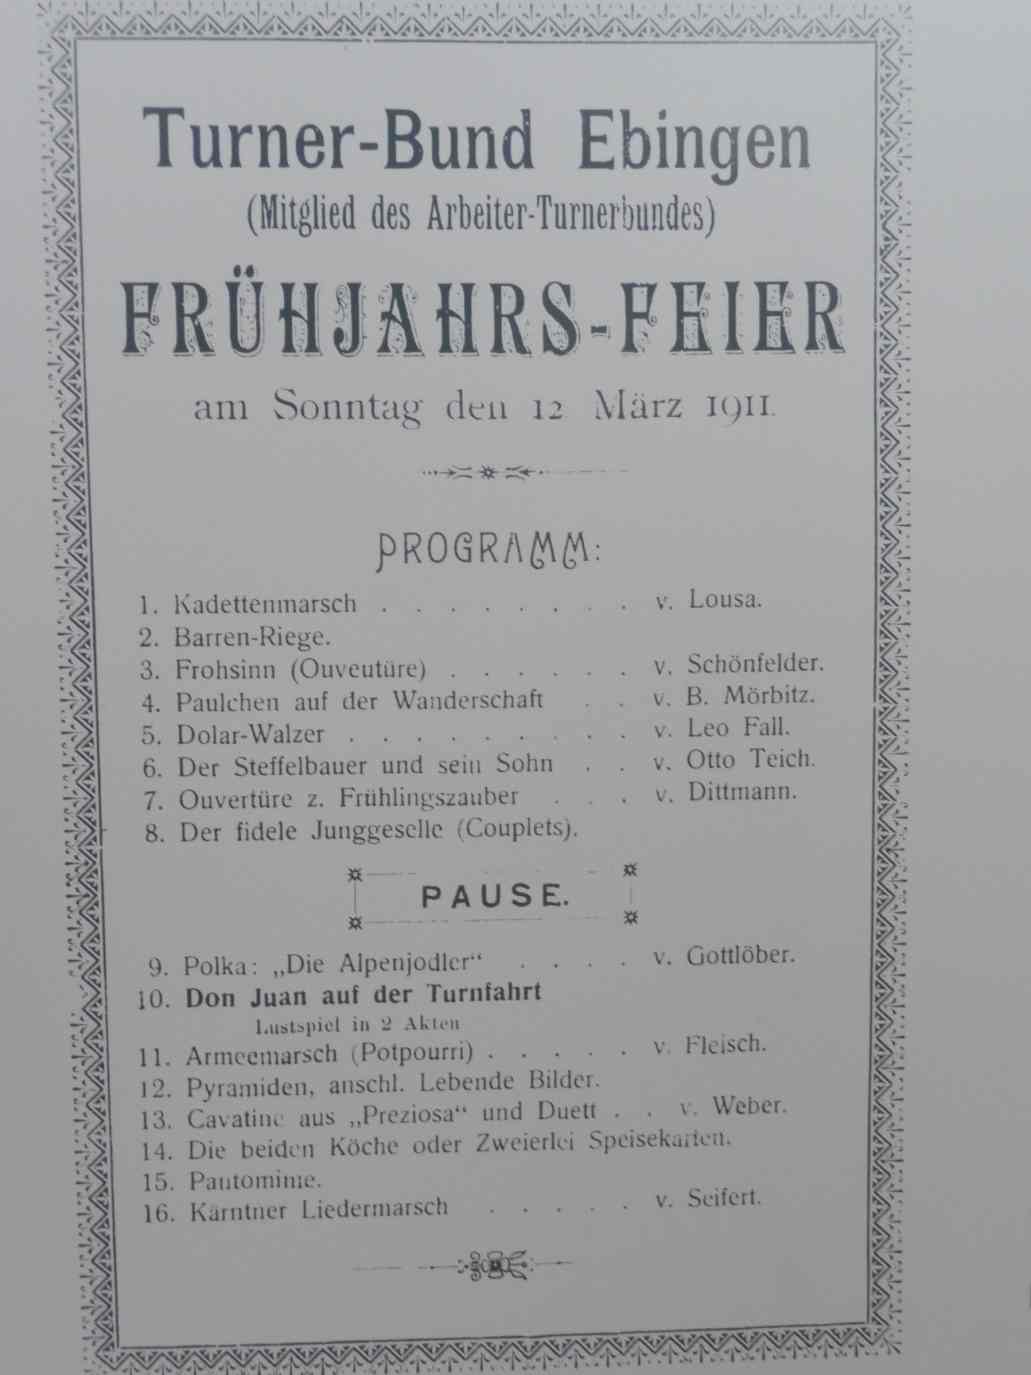 Turner-Bund Ebingen
(Mitglied des Arbeiter-Turnerbundes)
FRÜHJAHRS-FEIER
am Sonntag den 12 März 1911.
PROGRAMM:
1. Kadettenmarsch . . . . . . . . v. Lousa.
2. Barren-Riege.
3. Frohsinn (Ouveutüre) . . . . . . v. Schönfelder.
4. Paulchen auf der Wanderschaft . . v. B. Mörbitz.
5. Dolar-Walzer . . . . . . . . . v. Leo Fall.
6. Der Steffelbauer und sein Sohn . . v. Otto Teich.
7. Ouvertüre z. Frühlingszauber . . . v. Dittmann.
8. Der fidele Junggeselle (Couplets).
PAUSE.
9. Polka: „Die Alpenjodler“ . . . . v. Gottlöber.
10. Don Juan auf der Turnfahrt
Lustspiel in 2 Akten
11. Armeemarsch (Potpourri) . . . . . v. Fleisch.
12. Pyramiden, anschl. Lebende Bilder.
13. Cavatine aus „Preziosa“ und Duett . . v. Weber.
14. Die beiden Köche oder Zweierlei Speisekarten.
15. Pautomime.
16. Kärntner Liedermarsch . . . . . v. Seifert.